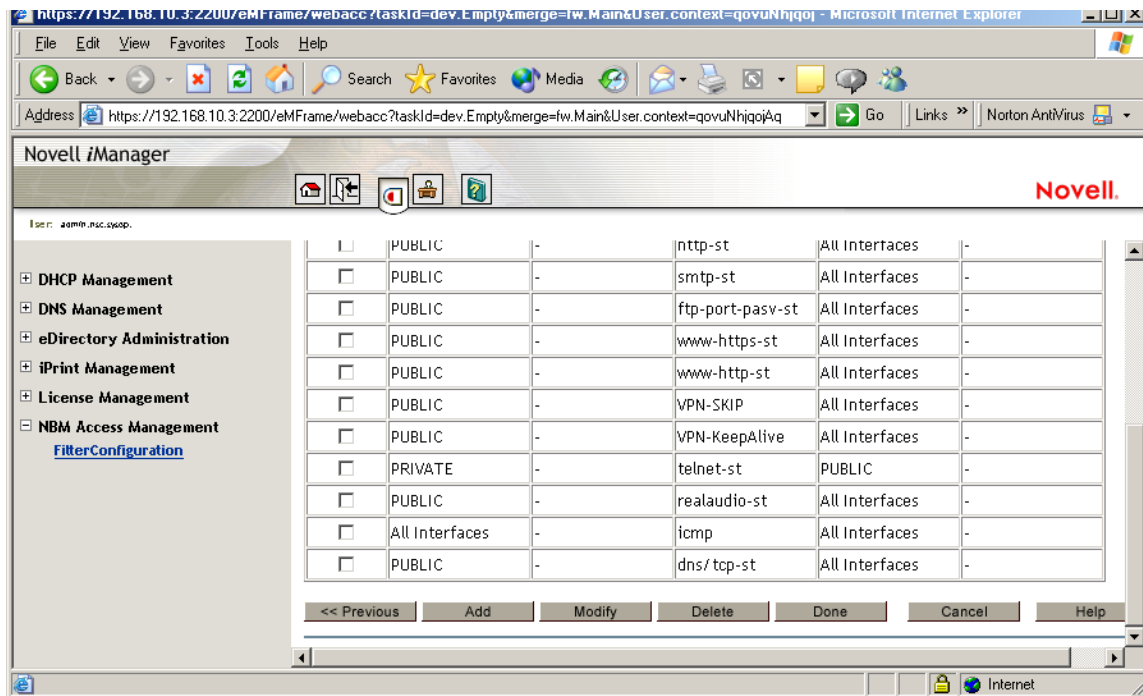 https://192.168.10.3:2200/eMFrame/webacc?taskId=dev.Empty&merge=fw.Main&User.context=qovuNhjqoj - Microsoft Internet Explorer
File Edit View Favorites Tools Help
Back Search Favorites Media
Address https://192.168.10.3:2200/eMFrame/webacc?taskId=dev.Empty&merge=fw.Main&User.context=qovuNhjqojAq Go Links » Norton AntiVirus
Novell iManager
Novell.
User: admin.nsc.sysop.
DHCP Management
DNS Management
eDirectory Administration
iPrint Management
License Management
NBM Access Management
FilterConfiguration
PUBLIC - http-st All Interfaces -
PUBLIC - smtp-st All Interfaces -
PUBLIC - ftp-port-pasv-st All Interfaces -
PUBLIC - www-https-st All Interfaces -
PUBLIC - www-http-st All Interfaces -
PUBLIC - VPN-SKIP All Interfaces -
PUBLIC - VPN-KeepAlive All Interfaces -
PRIVATE - telnet-st PUBLIC -
PUBLIC - realaudio-st All Interfaces -
All Interfaces - icmp All Interfaces -
PUBLIC - dns/tcp-st All Interfaces -
<< Previous Add Modify Delete Done Cancel Help
Internet